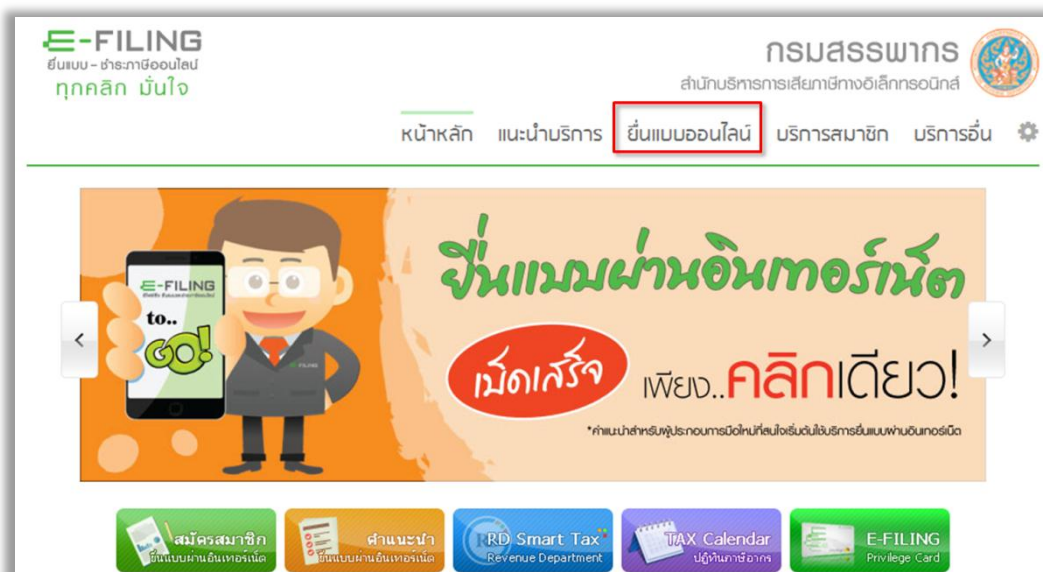 E-FILING
ยื่นแบบ - ชำระภาษีออนไลน์
ทุกคลิก มั่นใจ
กรมสรรพากร
สำนักบริหารการเสียภาษีทางอิเล็กทรอนิกส์
หน้าหลัก แนะนำบริการ ยื่นแบบออนไลน์ บริการสมาชิก บริการอื่น
ยื่นแบบผ่านอินเทอร์เน็ต
เบ็ดเสร็จ เพียง..คลิกเดียว!
*คำแนะนำสำหรับผู้ประกอบการมือใหม่ที่สนใจเริ่มต้นใช้บริการยื่นแบบผ่านอินเทอร์เน็ต
E-FILING
to..
GO!
สมัครสมาชิก
ยื่นแบบผ่านอินเทอร์เน็ต
คำแนะนำ
ยื่นแบบผ่านอินเทอร์เน็ต
RD Smart Tax
Revenue Department
TAX Calendar
ปฏิทินภาษีอากร
E-FILING
Privilege Card